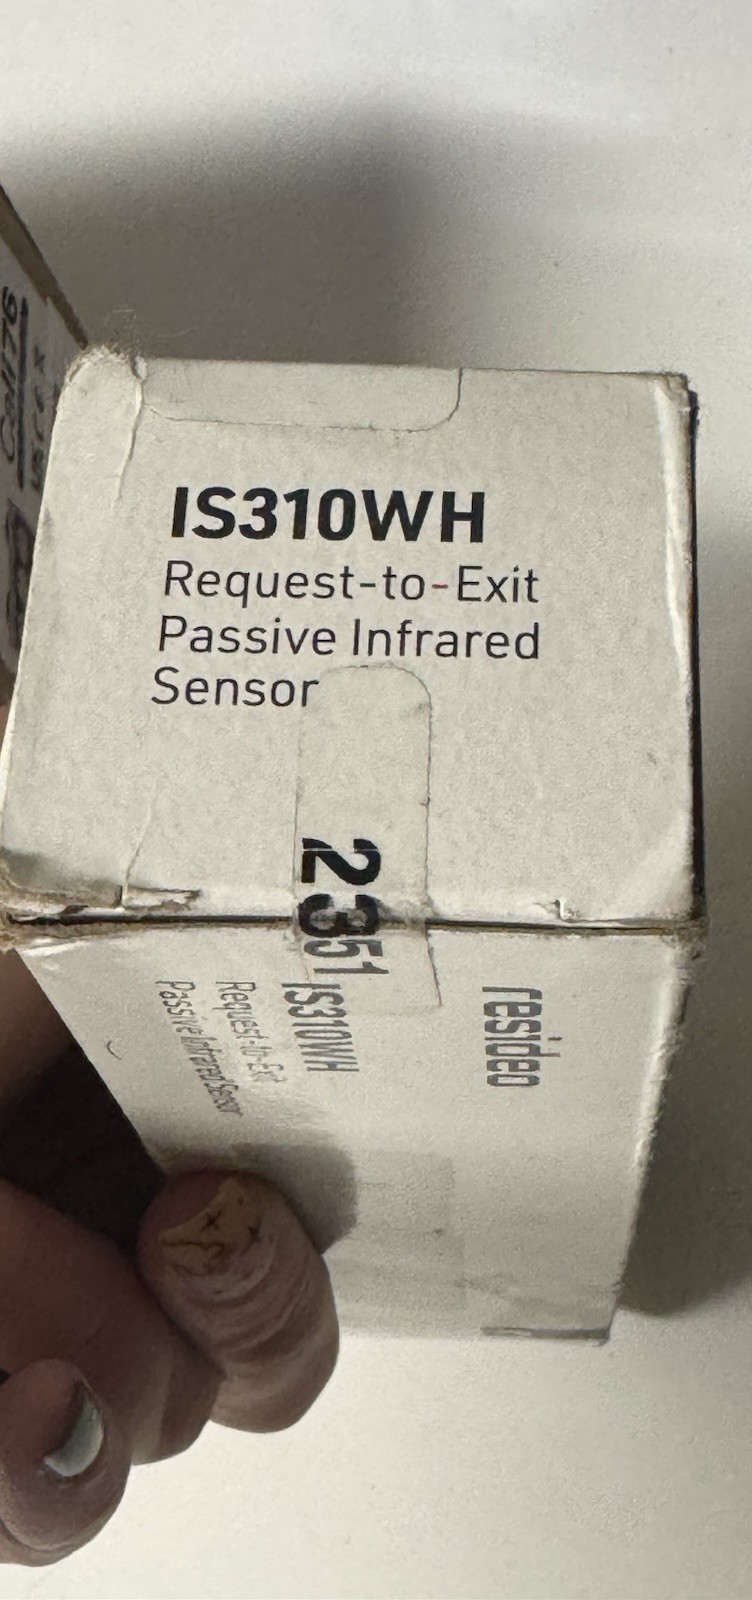 IS310WH
Request-to-Exit
Passive Infrared
Sensor
2351
resideo
IS310WH
Request-to-Exit
Passive Infrared Sensor